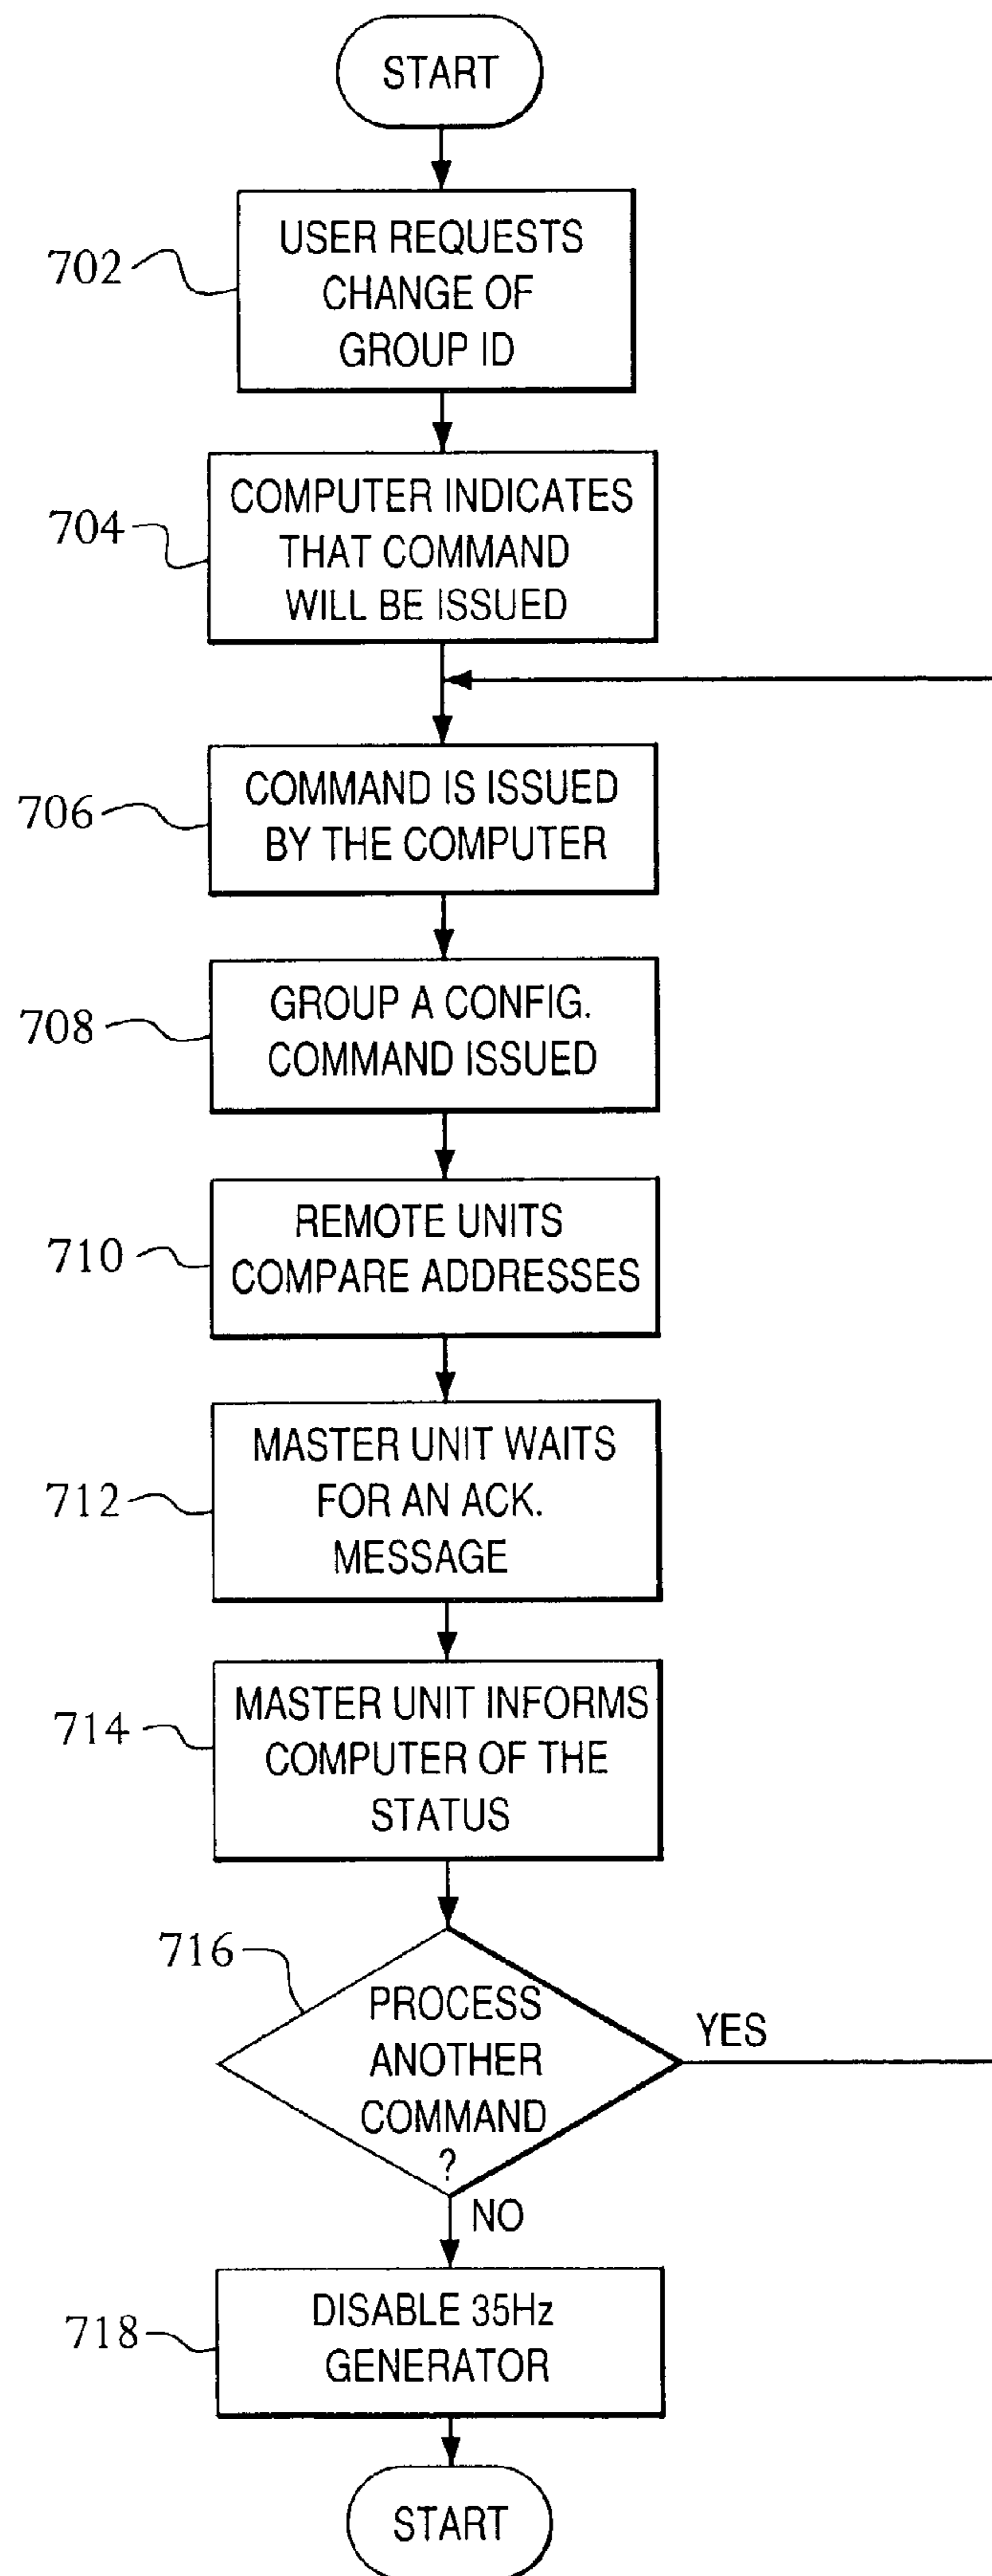 START
702
USER REQUESTS
CHANGE OF
GROUP ID
704
COMPUTER INDICATES
THAT COMMAND
WILL BE ISSUED
706
COMMAND IS ISSUED
BY THE COMPUTER
708
GROUP A CONFIG.
COMMAND ISSUED
710
REMOTE UNITS
COMPARE ADDRESSES
712
MASTER UNIT WAITS
FOR AN ACK.
MESSAGE
714
MASTER UNIT INFORMS
COMPUTER OF THE
STATUS
716
PROCESS
ANOTHER
COMMAND
?
YES
NO
718
DISABLE 35Hz
GENERATOR
START